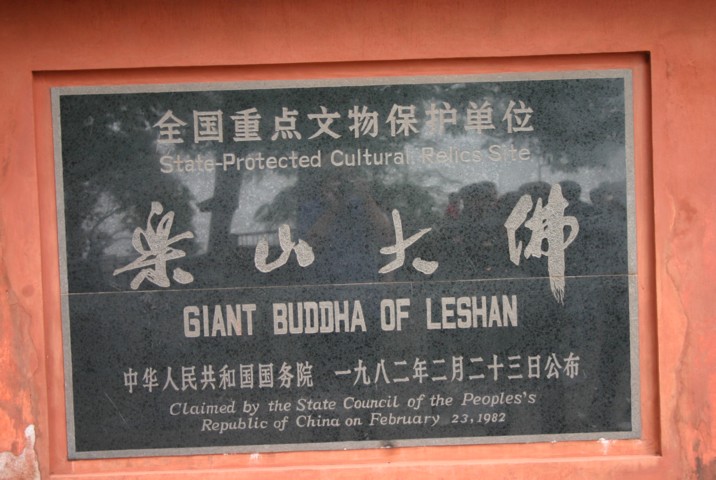 全国重点文物保护单位
State-Protected Cultural Relics Site
乐山大佛
GIANT BUDDHA OF LESHAN
中华人民共和国国务院 一九八二年二月二十三日公布
Claimed by the State Council of the Peoples's
Republic of China on February 23, 1982